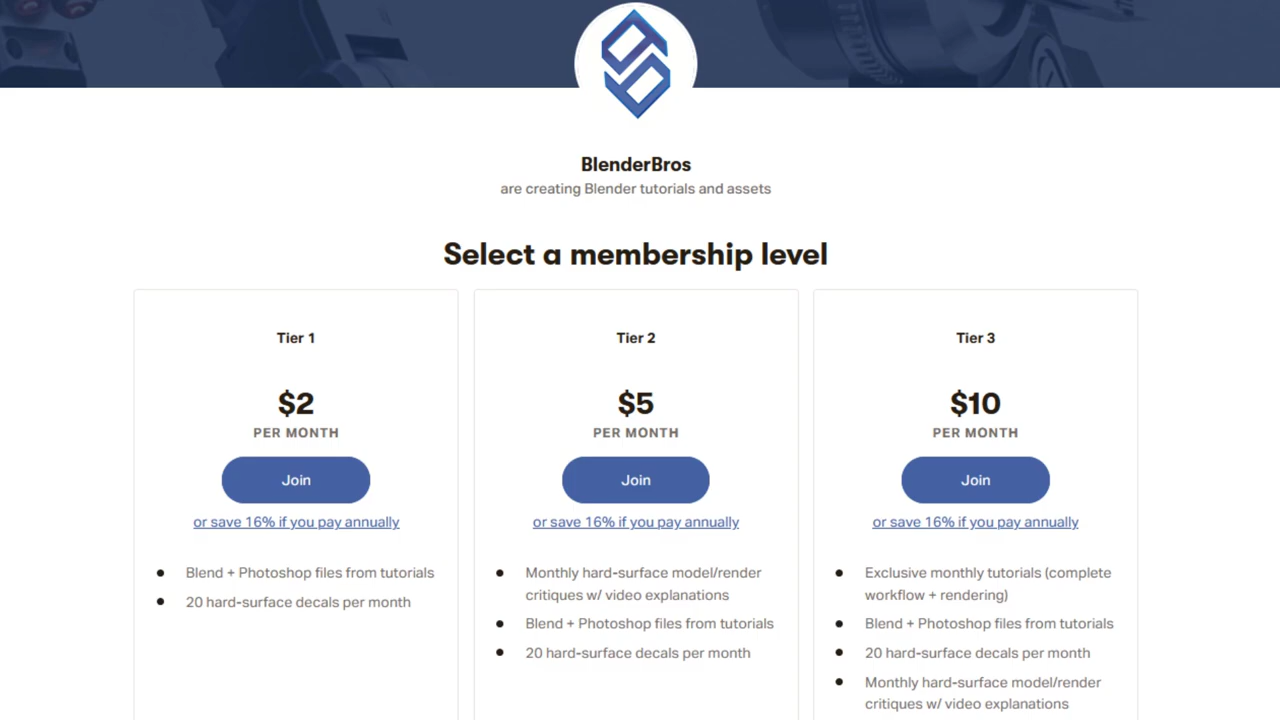 BlenderBros
are creating Blender tutorials and assets
Select a membership level
Tier 1
$2
PER MONTH
Join
or save 16% if you pay annually
Blend + Photoshop files from tutorials
20 hard-surface decals per month
Tier 2
$5
PER MONTH
Join
or save 16% if you pay annually
Monthly hard-surface model/render
critiques w/ video explanations
Blend + Photoshop files from tutorials
20 hard-surface decals per month
Tier 3
$10
PER MONTH
Join
or save 16% if you pay annually
Exclusive monthly tutorials (complete
workflow + rendering)
Blend + Photoshop files from tutorials
20 hard-surface decals per month
Monthly hard-surface model/render
critiques w/ video explanations